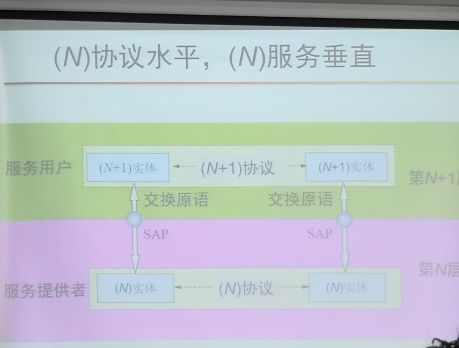 (N)协议水平，(N)服务垂直
服务用户
(N+1)实体
(N+1)协议
(N+1)实体
第N+1
交换原语
交换原语
SAP
SAP
第N层
服务提供者
(N)实体
(N)协议
(N)实体